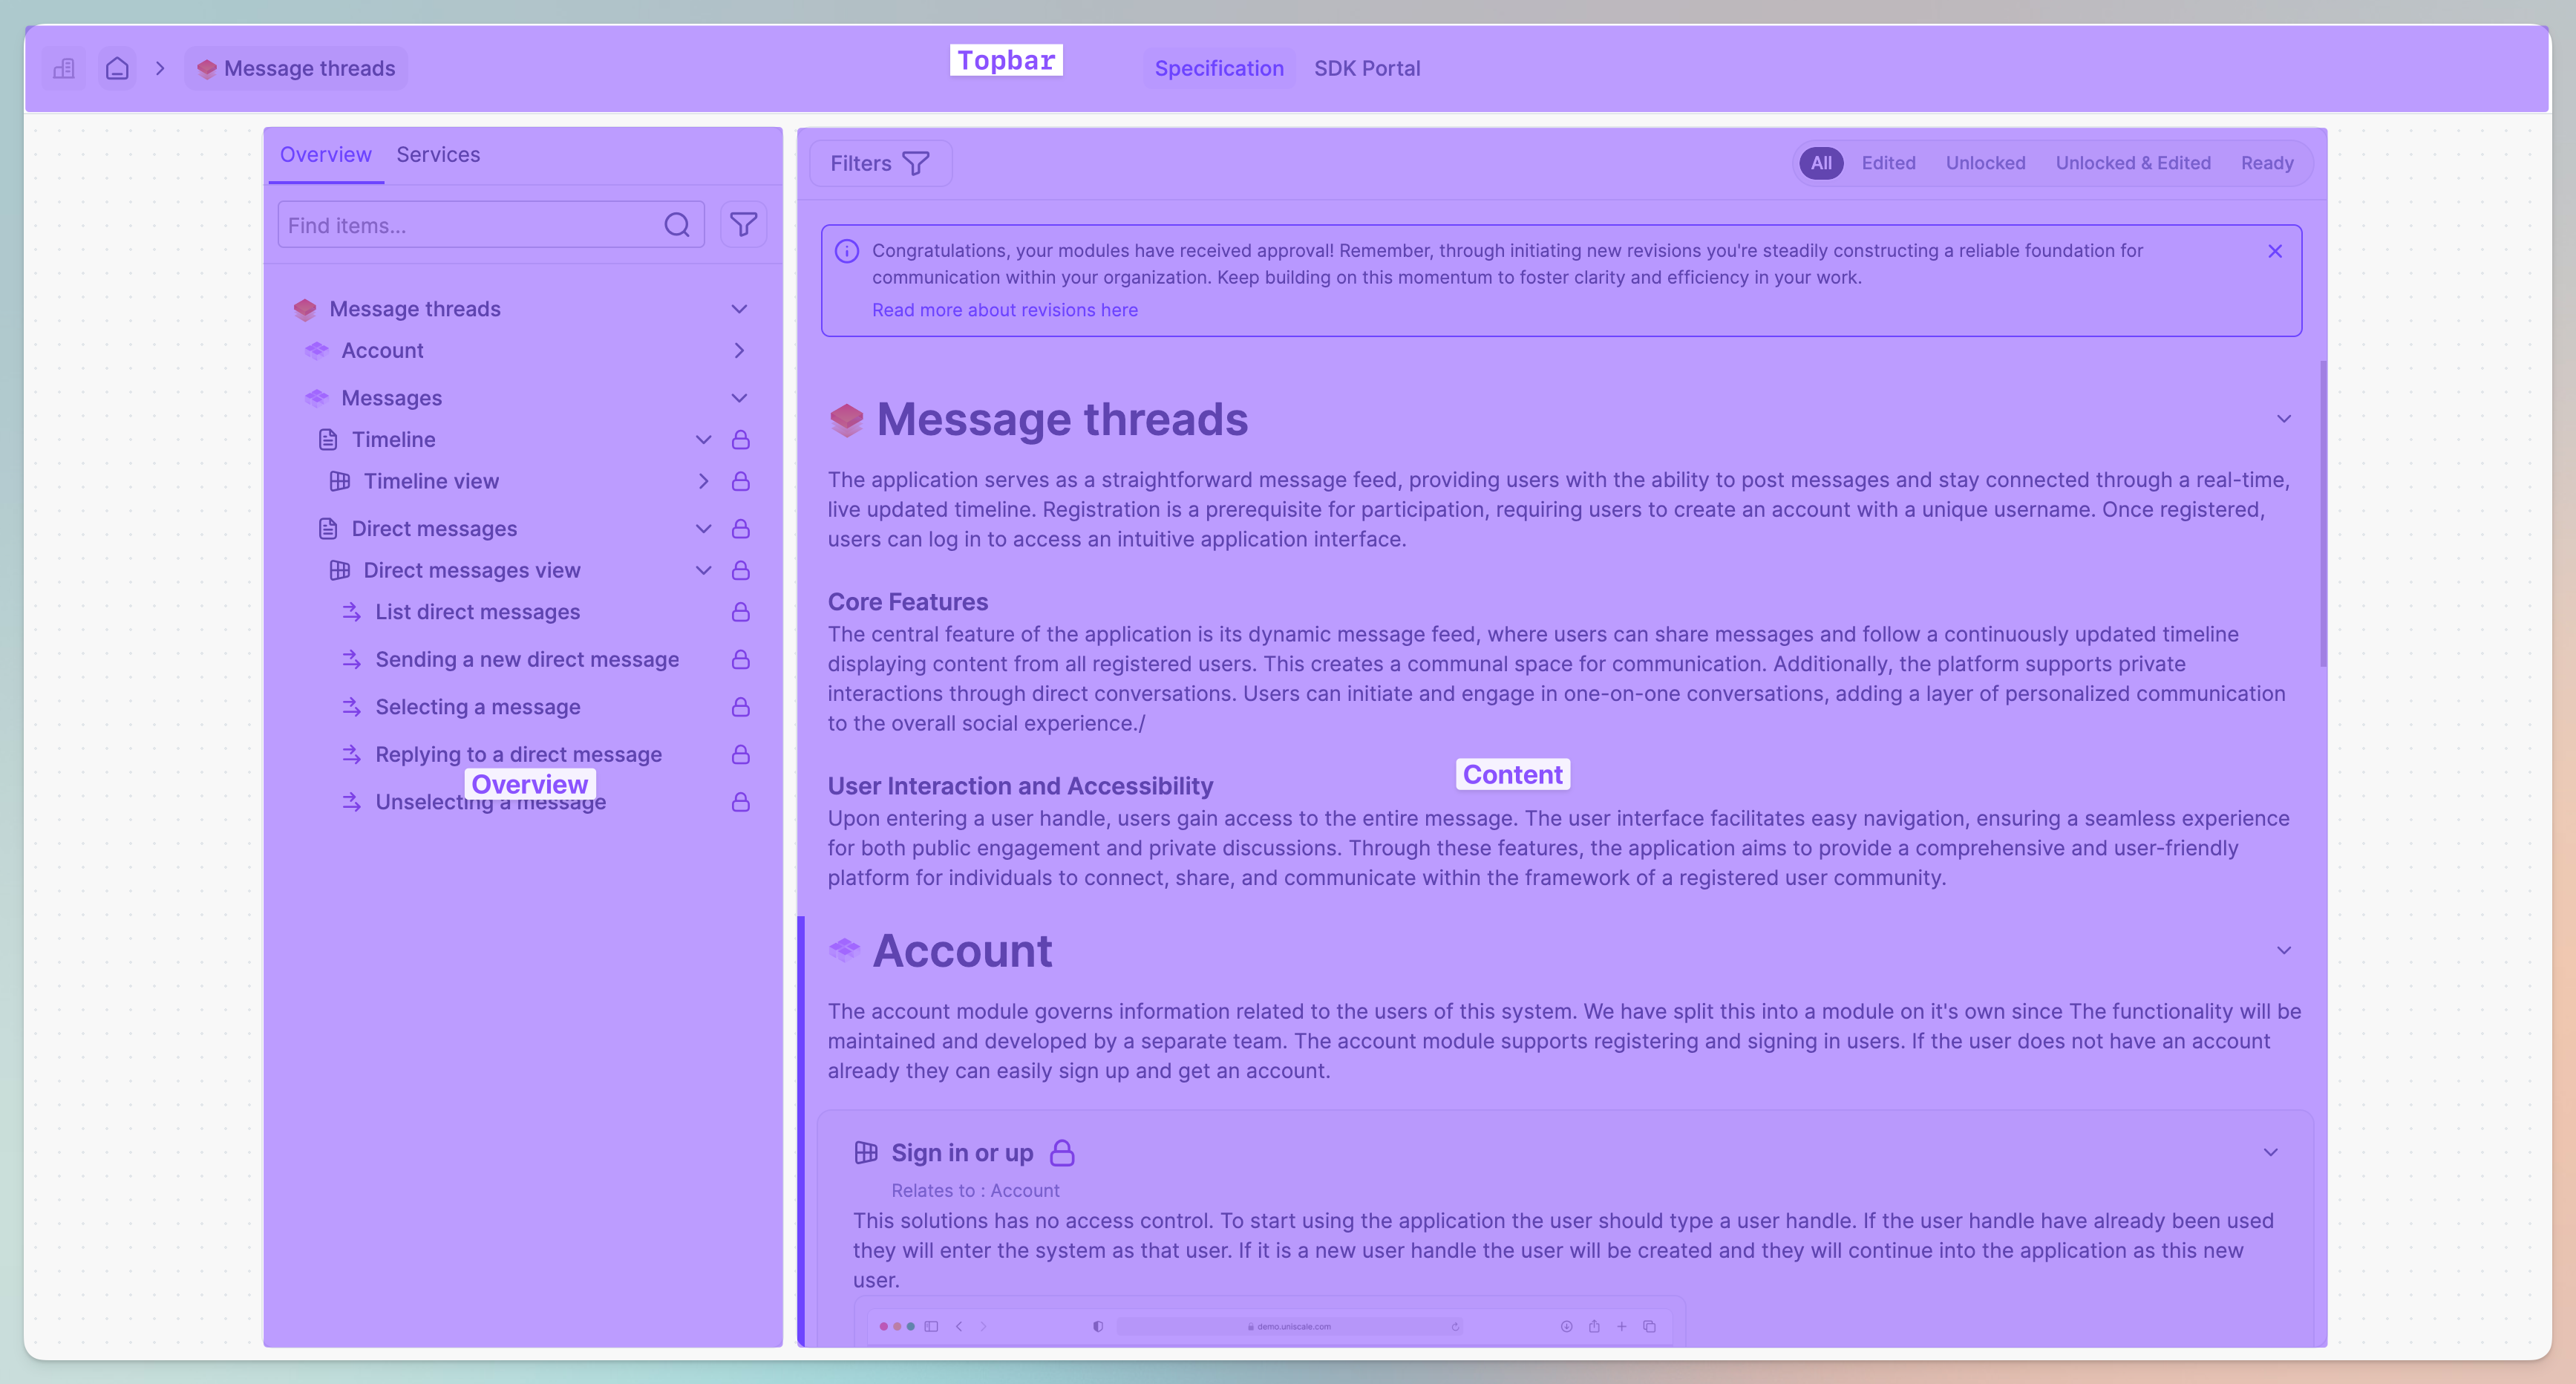 Message threads
Topbar
Specification
SDK Portal
Overview
Services
Find items...
Message threads
Account
Messages
Timeline
Timeline view
Direct messages
Direct messages view
List direct messages
Sending a new direct message
Selecting a message
Replying to a direct message
Overview
Unselecting a message
Filters
All
Edited
Unlocked
Unlocked & Edited
Ready
Congratulations, your modules have received approval! Remember, through initiating new revisions you're steadily constructing a reliable foundation for
communication within your organization. Keep building on this momentum to foster clarity and efficiency in your work.
Read more about revisions here
Message threads
The application serves as a straightforward message feed, providing users with the ability to post messages and stay connected through a real-time,
live updated timeline. Registration is a prerequisite for participation, requiring users to create an account with a unique username. Once registered,
users can log in to access an intuitive application interface.
Core Features
The central feature of the application is its dynamic message feed, where users can share messages and follow a continuously updated timeline
displaying content from all registered users. This creates a communal space for communication. Additionally, the platform supports private
interactions through direct conversations. Users can initiate and engage in one-on-one conversations, adding a layer of personalized communication
to the overall social experience./
Content
User Interaction and Accessibility
Upon entering a user handle, users gain access to the entire message. The user interface facilitates easy navigation, ensuring a seamless experience
for both public engagement and private discussions. Through these features, the application aims to provide a comprehensive and user-friendly
platform for individuals to connect, share, and communicate within the framework of a registered user community.
Account
The account module governs information related to the users of this system. We have split this into a module on it's own since The functionality will be
maintained and developed by a separate team. The account module supports registering and signing in users. If the user does not have an account
already they can easily sign up and get an account.
Sign in or up
Relates to : Account
This solutions has no access control. To start using the application the user should type a user handle. If the user handle have already been used
they will enter the system as that user. If it is a new user handle the user will be created and they will continue into the application as this new
user.
demo.uniscale.com